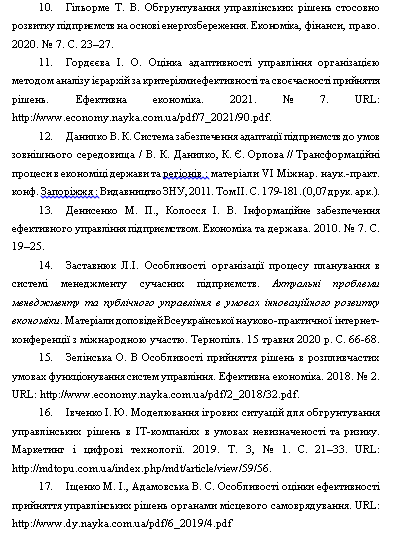 10. Гільорме Т. В. Обґрунтування управлінських рішень стосовно
розвитку підприємств на основі енергозбереження. Економіка, фінанси, право.
2020. № 7. С. 23–27.
11. Гордєєва І. О. Оцінка адаптивності управління організацією
методом аналізу ієрархій за критеріями ефективності та своєчасності прийняття
рішень. Ефективна економіка. 2021. № 7. URL:
http://www.economy.nayka.com.ua/pdf/7_2021/90.pdf.
12. Данилко В. К. Система забезпечення адаптації підприємств до умов
зовнішнього середовища / В. К. Данилко, К. Є. Орлова // Трансформаційні
процеси в економіці держави та регіонів : матеріали VI Міжнар. наук.-практ.
конф. Запоріжжя : Видавництво ЗНУ, 2011. Том II. С. 179-181. (0,07 друк. арк.).
13. Денисенко М. П., Колосся І. В. Інформаційне забезпечення
ефективного управління підприємством. Економіка та держава. 2010. № 7. С.
19–25.
14. Заставнюк Л.І. Особливості організації процесу планування в
системі менеджменту сучасних підприємств. Актуальні проблеми
менеджменту та публічного управління в умовах інноваційного розвитку
економіки. Матеріали доповідей Всеукраїнської науково-практичної інтернет-
конференції з міжнародною участю. Тернопіль. 15 травня 2020 р. С. 66-68.
15. Зелінська О. В Особливості прийняття рішень в розпливчастих
умовах функціонування систем управління. Ефективна економіка. 2018. № 2.
URL: http://www.economy.nayka.com.ua/pdf/2_2018/32.pdf.
16. Івченко І. Ю. Моделювання ігрових ситуацій для обґрунтування
управлінських рішень в ІТ-компаніях в умовах невизначеності та ризику.
Маркетинг і цифрові технології. 2019. Т. 3, № 1. С. 21–33. URL:
http://mdtopu.com.ua/index.php/mdt/article/view/59/56.
17. Іщенко М. І., Адамовська В. С. Особливості оцінки ефективності
прийняття управлінських рішень органами місцевого самоврядування. URL:
http://www.dy.nayka.com.ua/pdf/6_2019/4.pdf